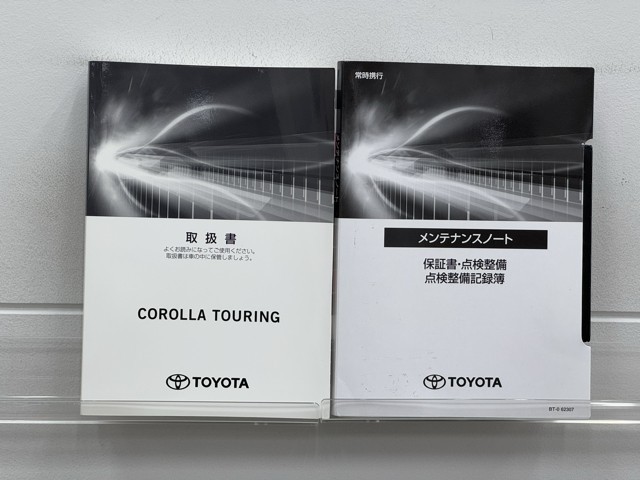 取扱書
よくお読みになってご使用ください。
取扱書は車の中に保管しましょう。
COROLLA TOURING
TOYOTA
常時携行
メンテナンスノート
保証書・点検整備
点検整備記録簿
TOYOTA